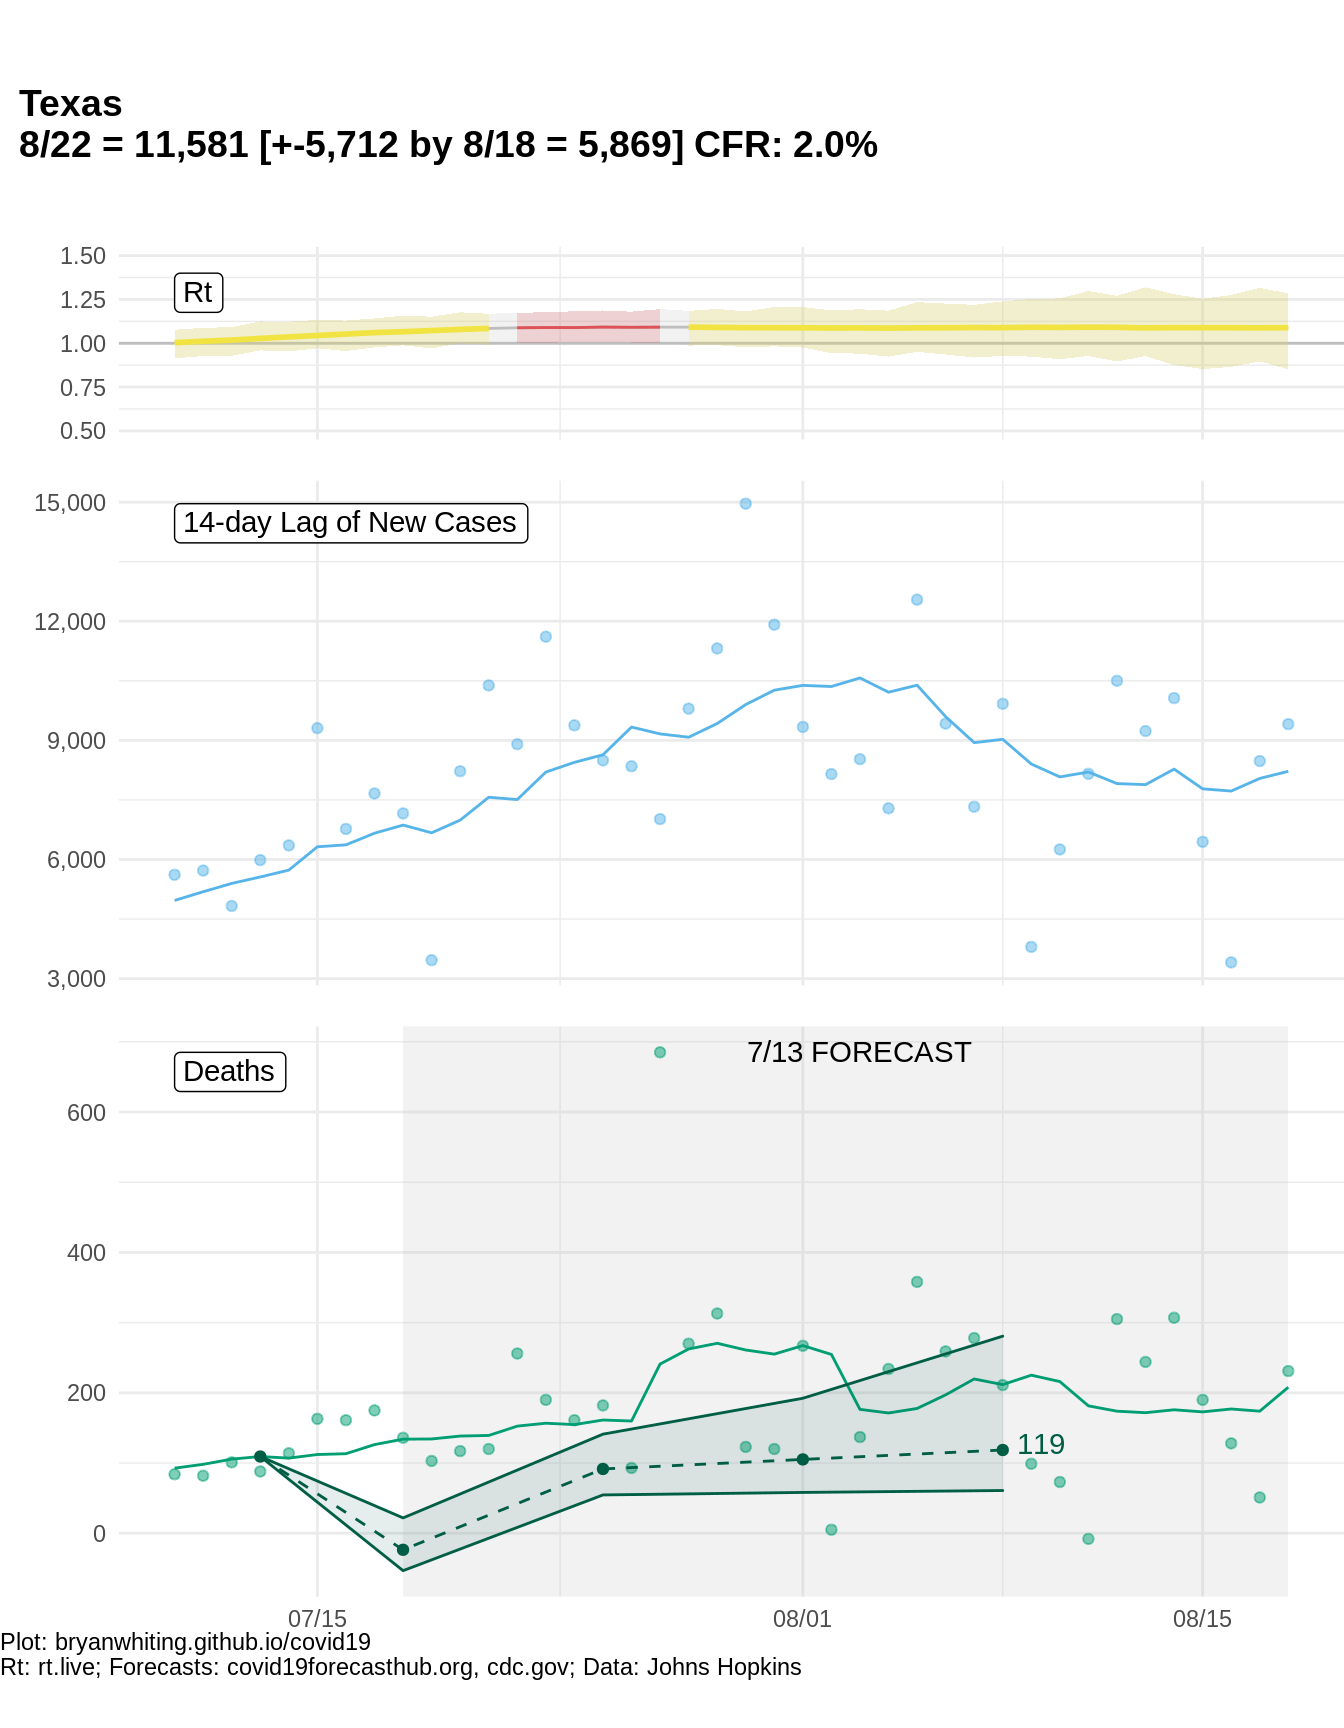 Texas
8/22 = 11,581 [+-5,712 by 8/18 = 5,869] CFR: 2.0%
1.50
Rt
1.25
1.00
0.75
0.50
15,000
14-day Lag of New Cases
12,000
9,000
6,000
3,000
7/13 FORECAST
Deaths
600
400
200
119
0
07/15
08/01
08/15
Plot: bryanwhiting.github.io/covid19
Rt: rt.live; Forecasts: covid19forecasthub.org, cdc.gov; Data: Johns Hopkins